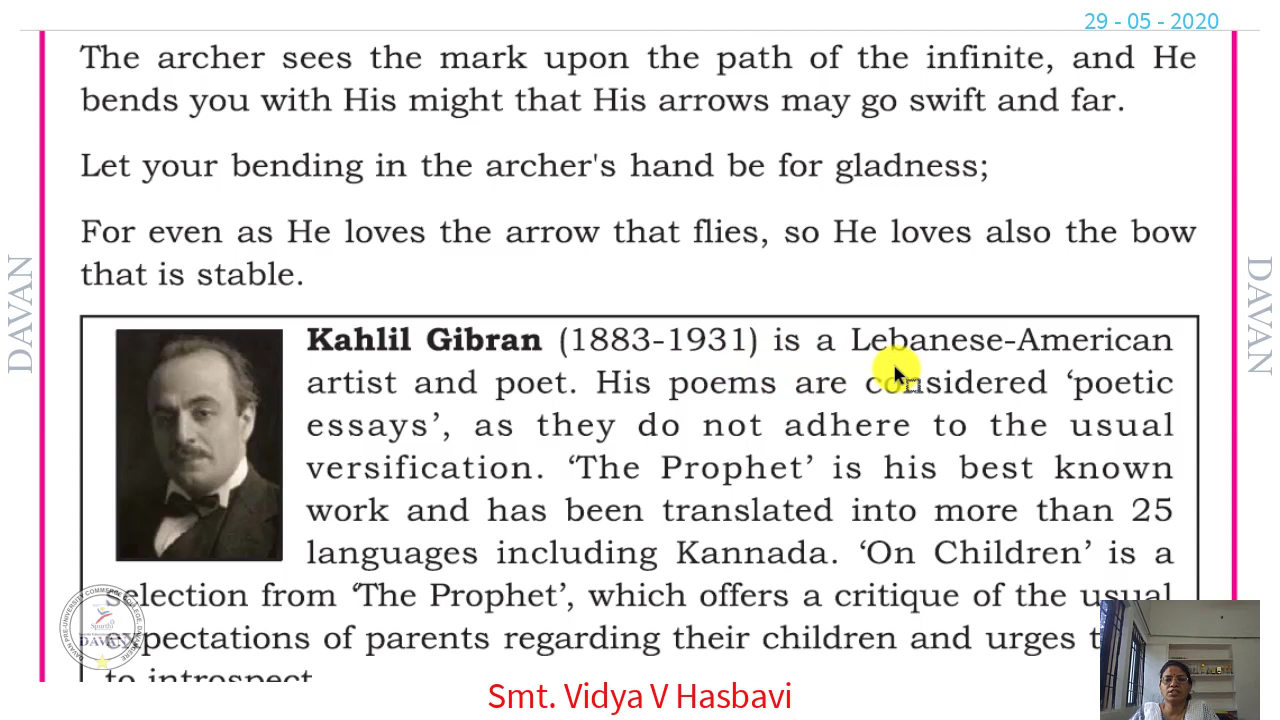 29 - 05 - 2020
The archer sees the mark upon the path of the infinite, and He
bends you with His might that His arrows may go swift and far.
Let your bending in the archer's hand be for gladness;
For even as He loves the arrow that flies, so He loves also the bow
that is stable.
DAVAN
DAVAN
Kahlil Gibran (1883-1931) is a Lebanese-American
artist and poet. His poems are considered ‘poetic
essays’, as they do not adhere to the usual
versification. ‘The Prophet’ is his best known
work and has been translated into more than 25
languages including Kannada. ‘On Children’ is a
selection from ‘The Prophet’, which offers a critique of the usual
expectations of parents regarding their children and urges
to introspect
DAVAN
Smt. Vidya V Hasbavi